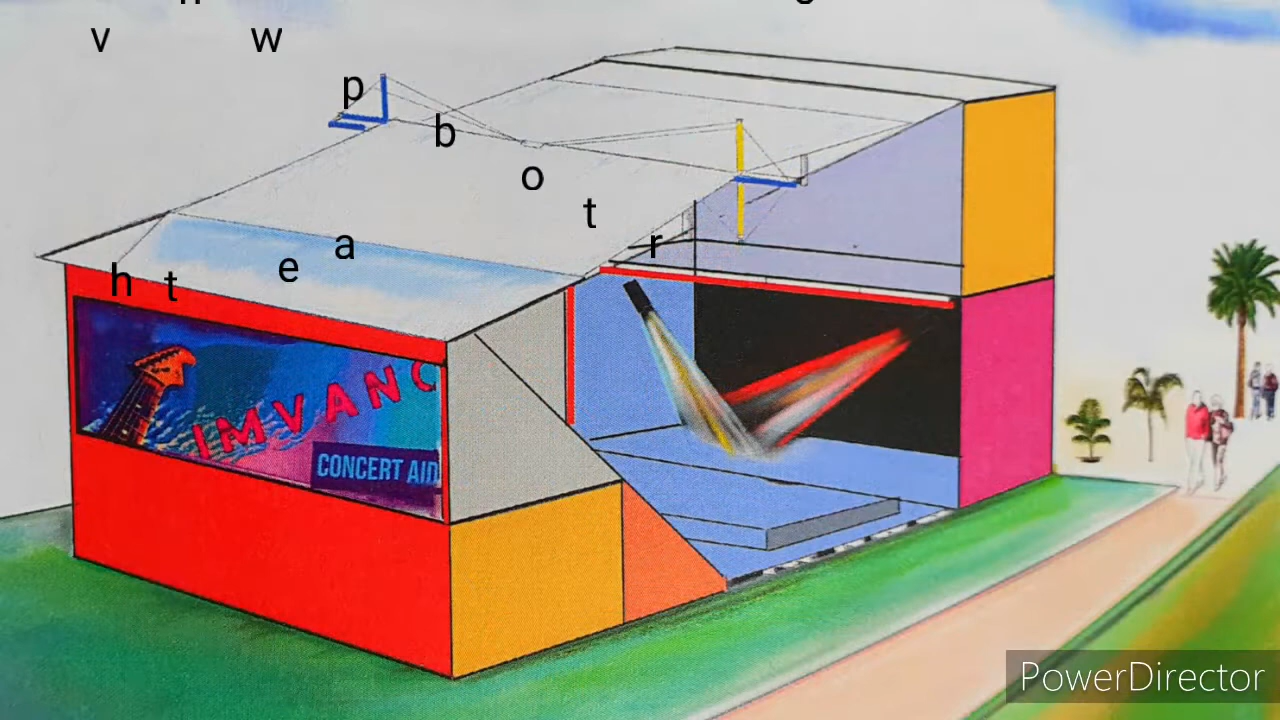 v w
p
b
o
t
r
a
e
h t
IMVANC
CONCERT AID
PowerDirector